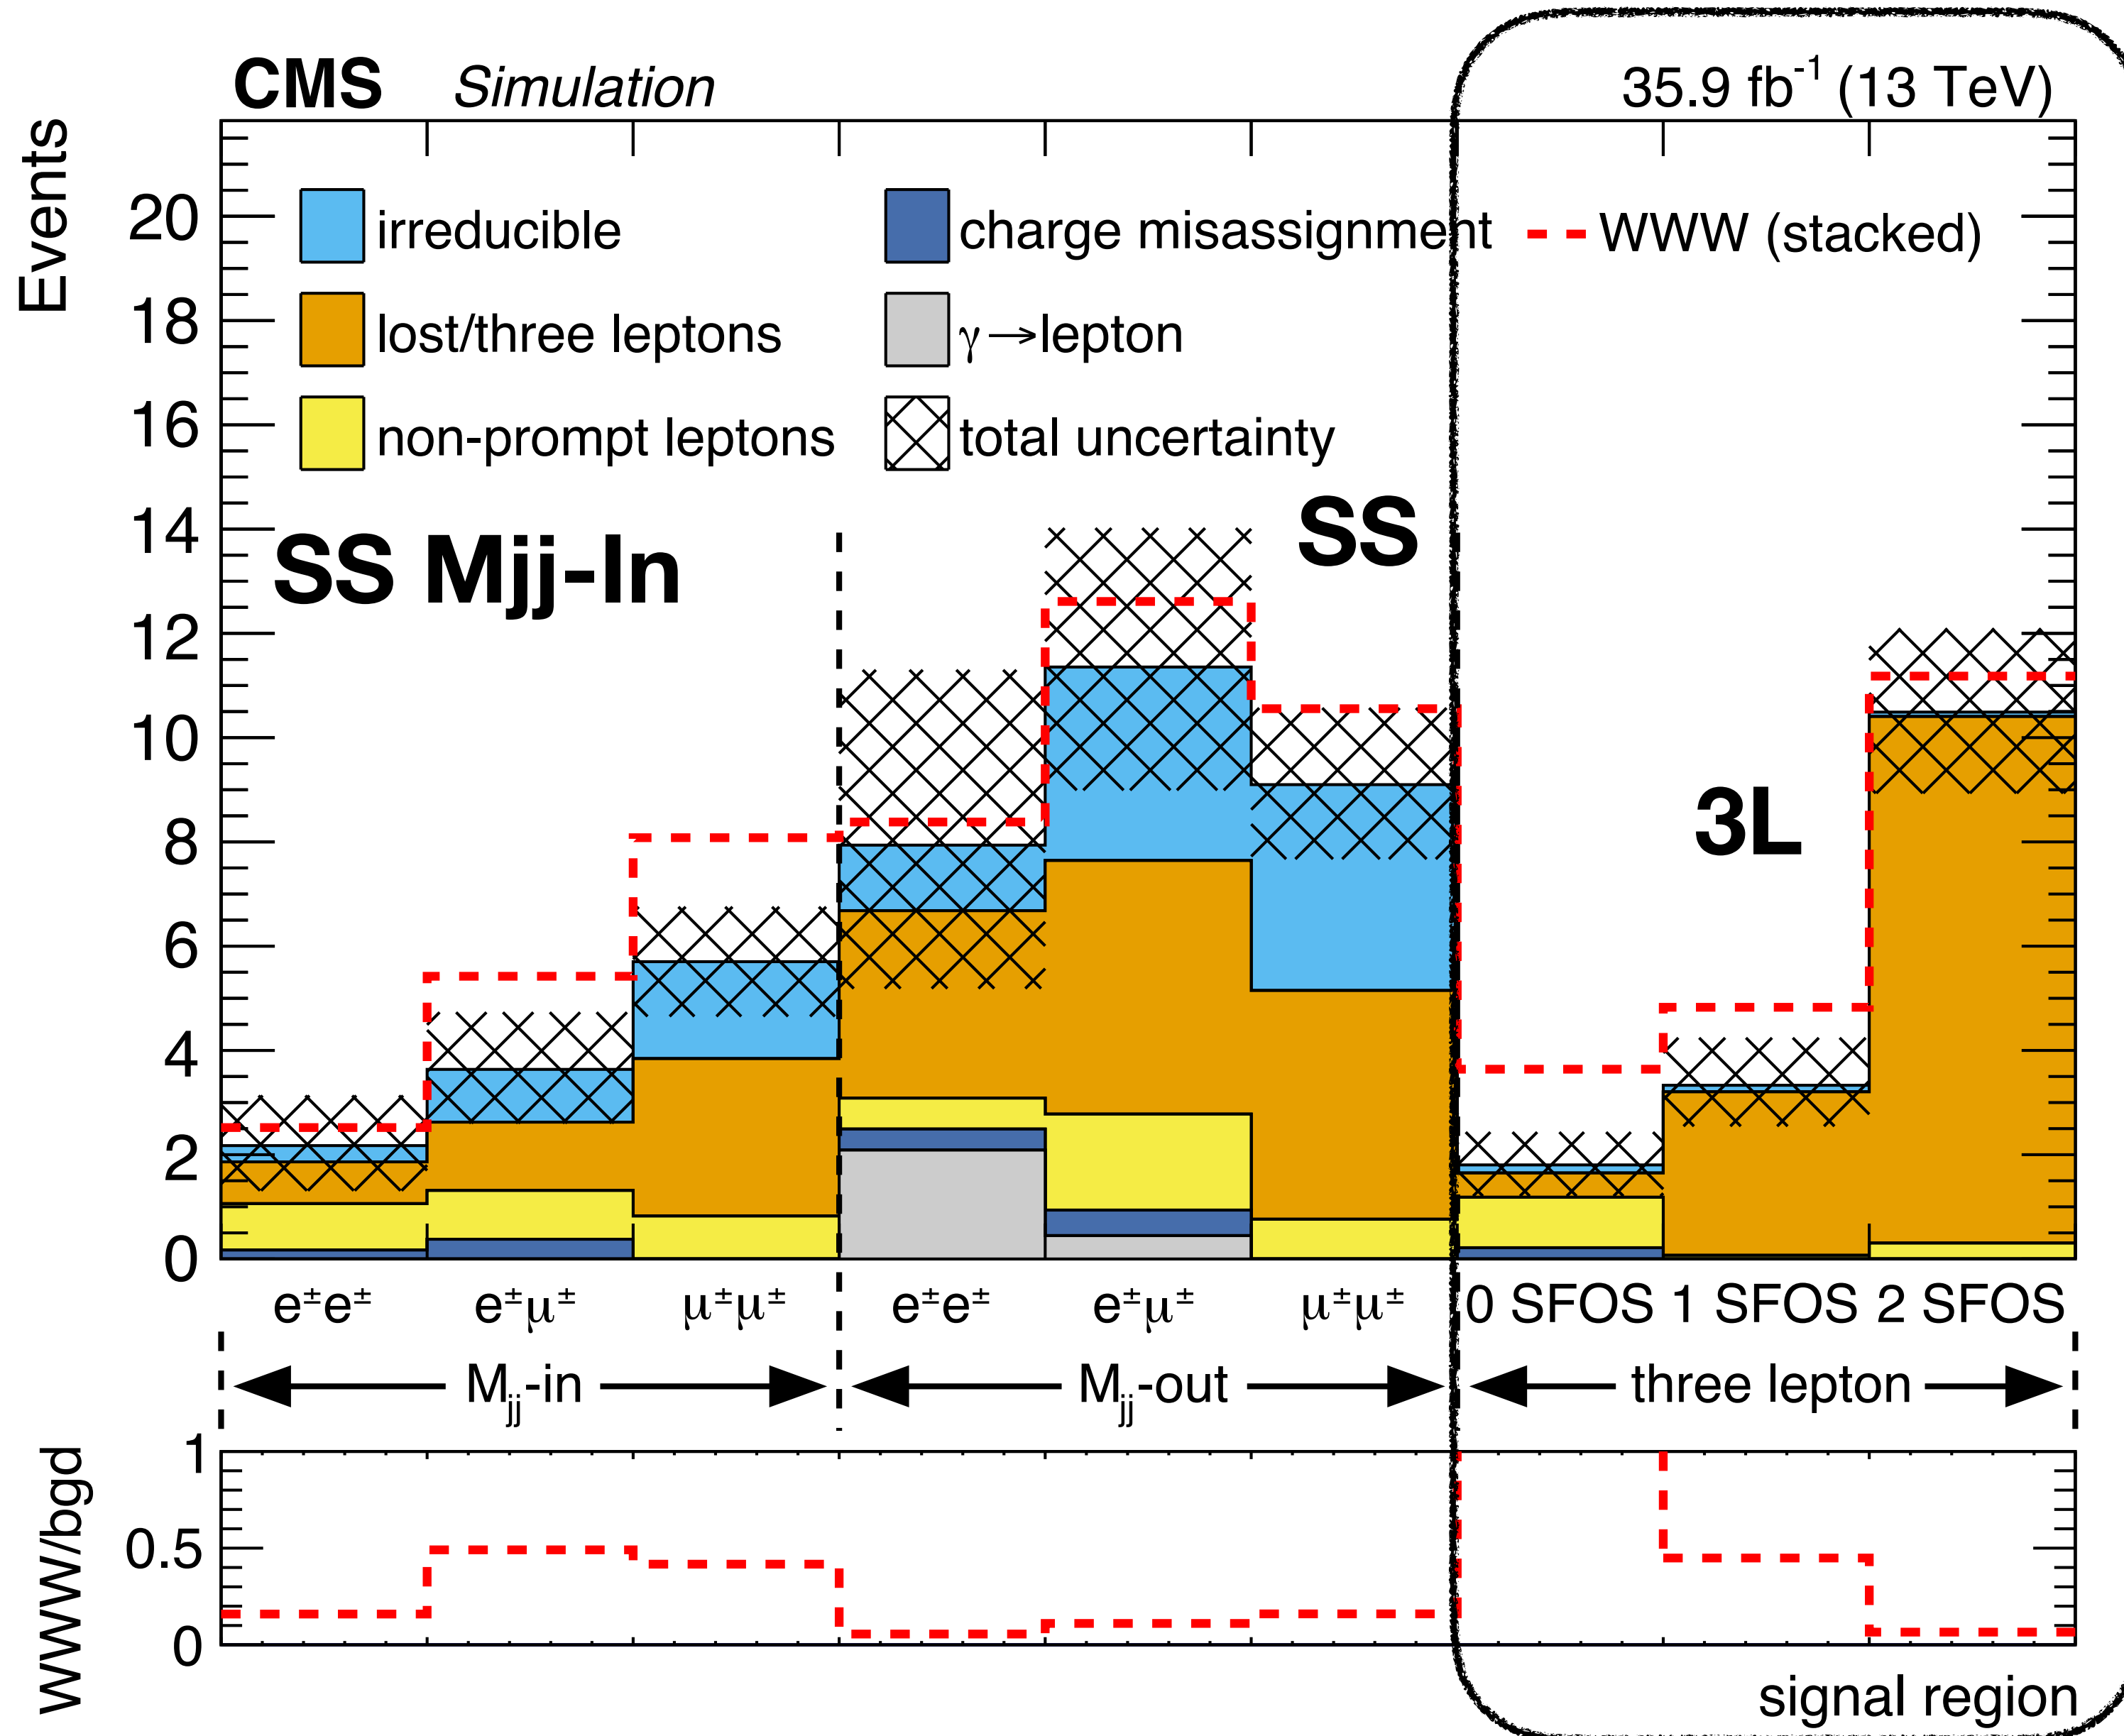 CMS Simulation 35.9 fb⁻¹ (13 TeV)
Events
20
18
16
14
12
10
8
6
4
2
0
irreducible
lost/three leptons
non-prompt leptons
charge misassignment
γ→lepton
total uncertainty
WWW (stacked)
SS Mjj-In
SS
3L
e±e± e±μ± μ±μ± e±e± e±μ± μ±μ± 0 SFOS 1 SFOS 2 SFOS
Mjj-in Mjj-out three lepton
WWW/bgd
1
0.5
0
signal region